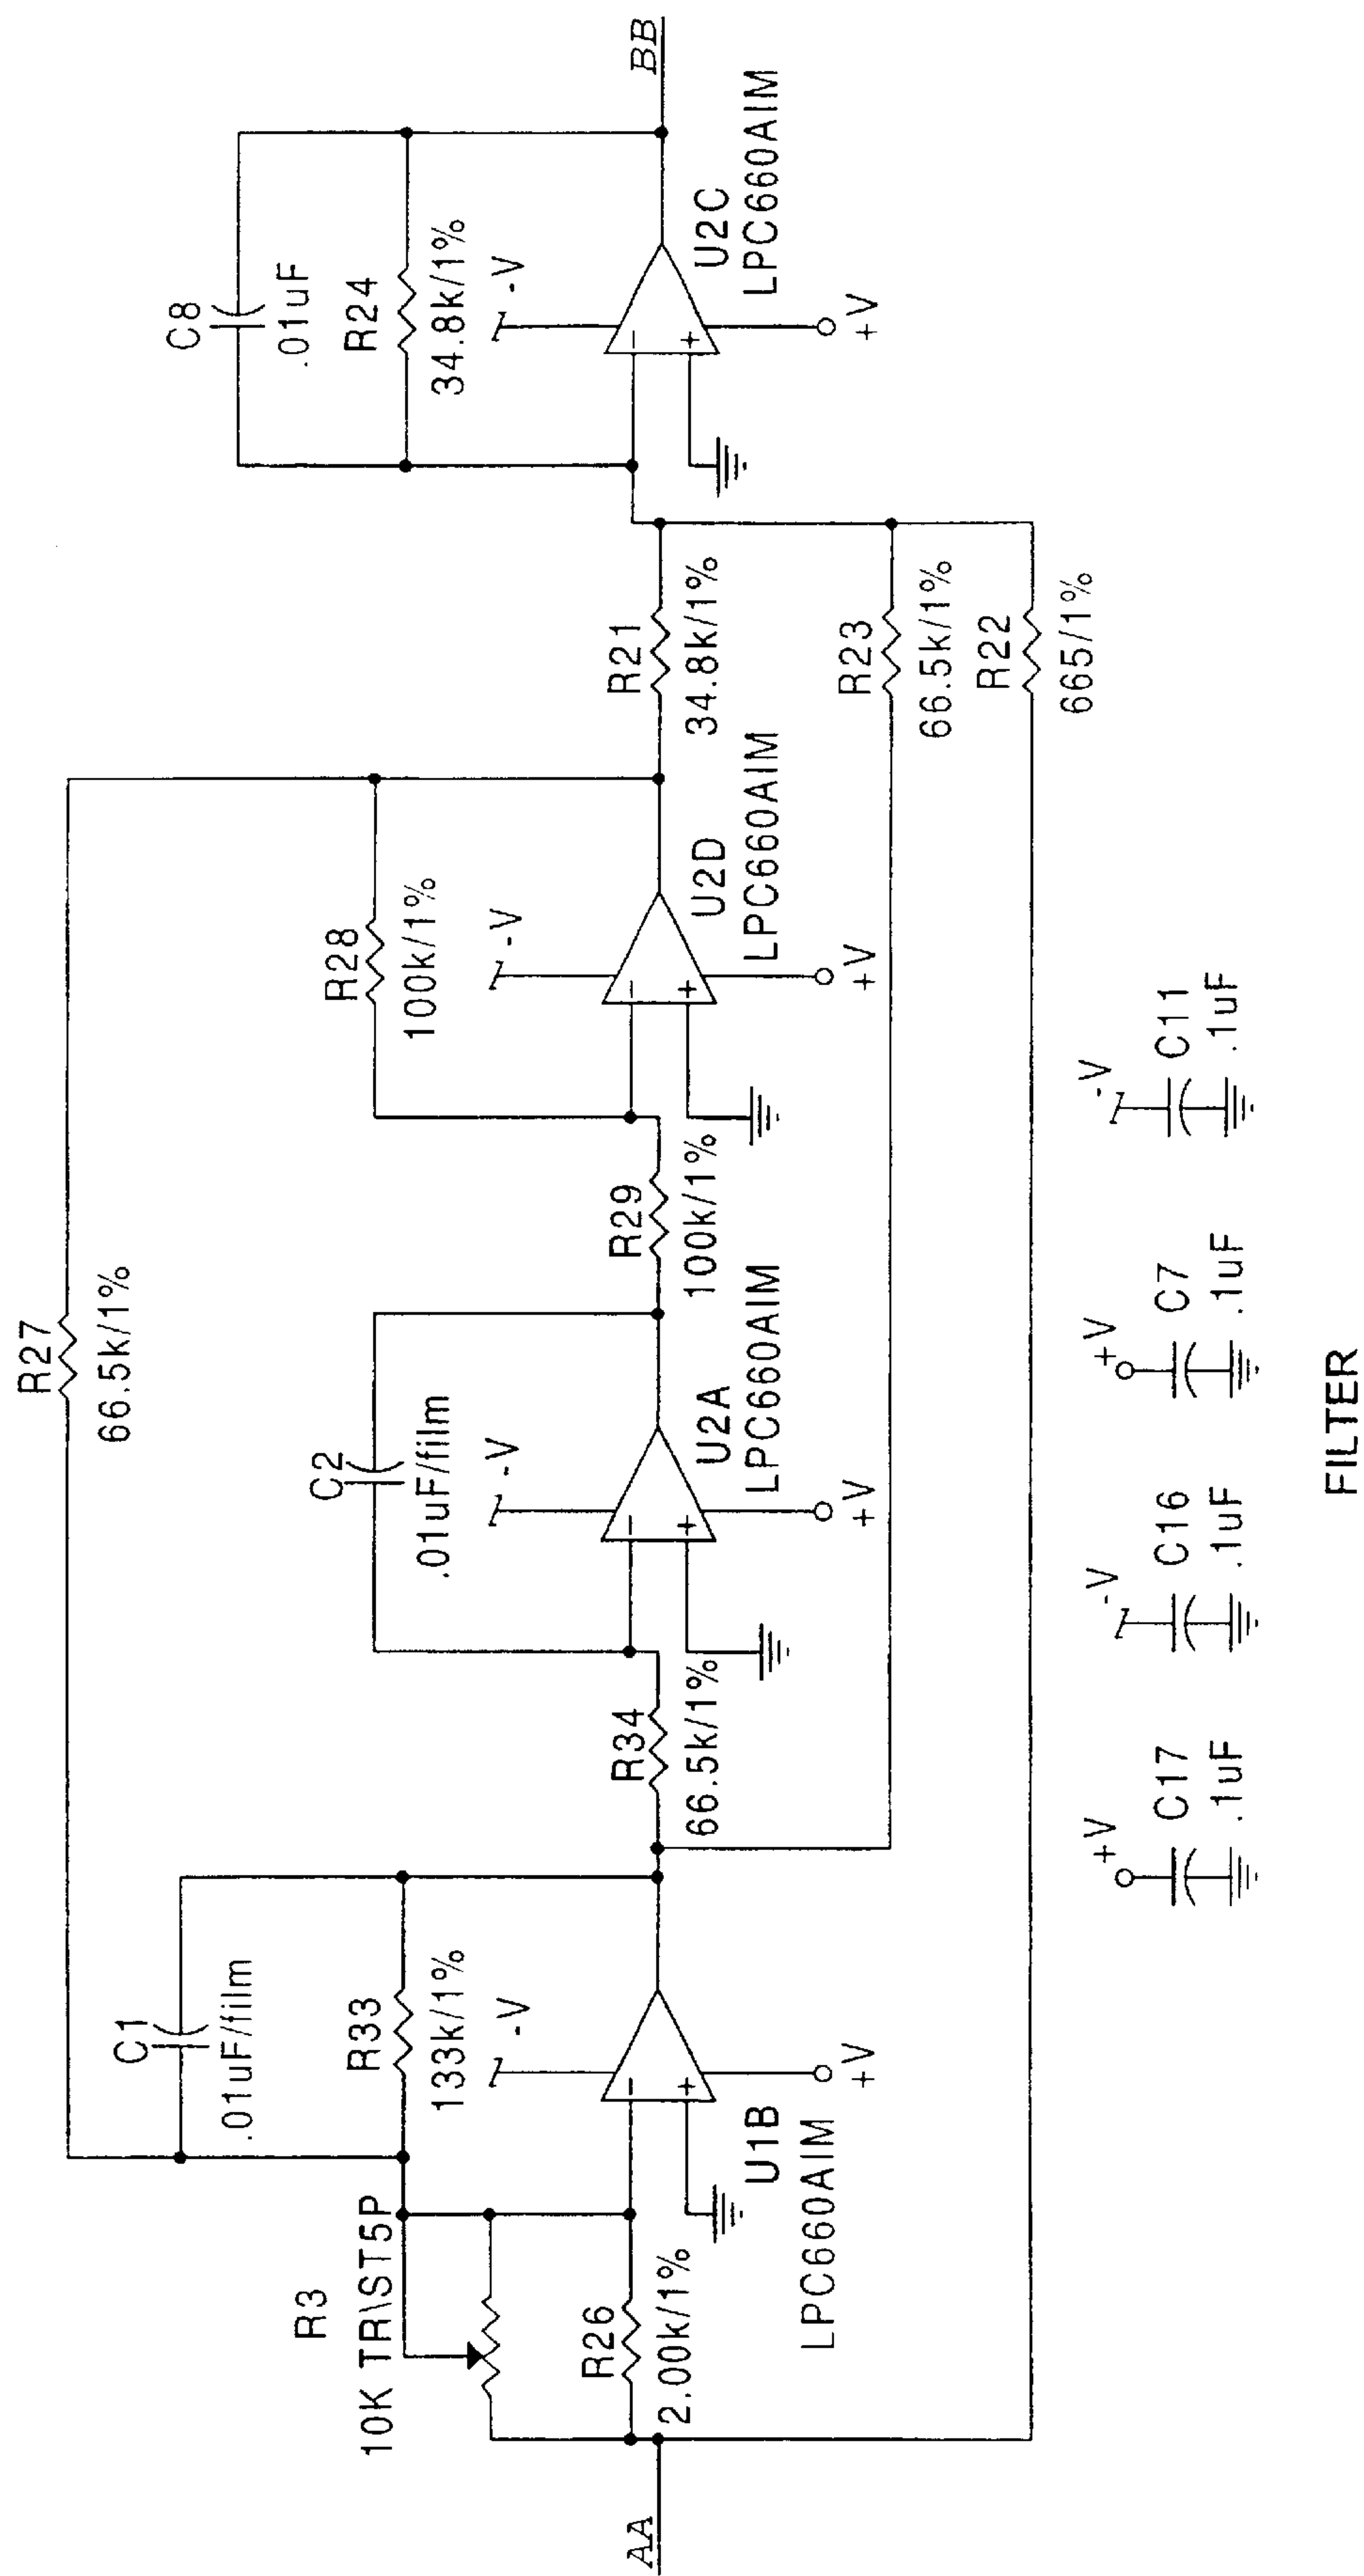 AA
R3
10K TR\ST5P
R26
2.00k/1%
C1
.01uF/film
R33
133k/1%
-V
+V
U1B
LPC660AIM
R27
66.5k/1%
R34
66.5k/1%
C2
.01uF/film
-V
+V
U2A
LPC660AIM
R29
100k/1%
R28
100k/1%
-V
+V
U2D
LPC660AIM
R21
34.8k/1%
R23
66.5k/1%
R22
665/1%
C8
.01uF
R24
34.8k/1%
-V
+V
U2C
LPC660AIM
BB
+V
C17
.1uF
-V
C16
.1uF
+V
C7
.1uF
-V
C11
.1uF
FILTER